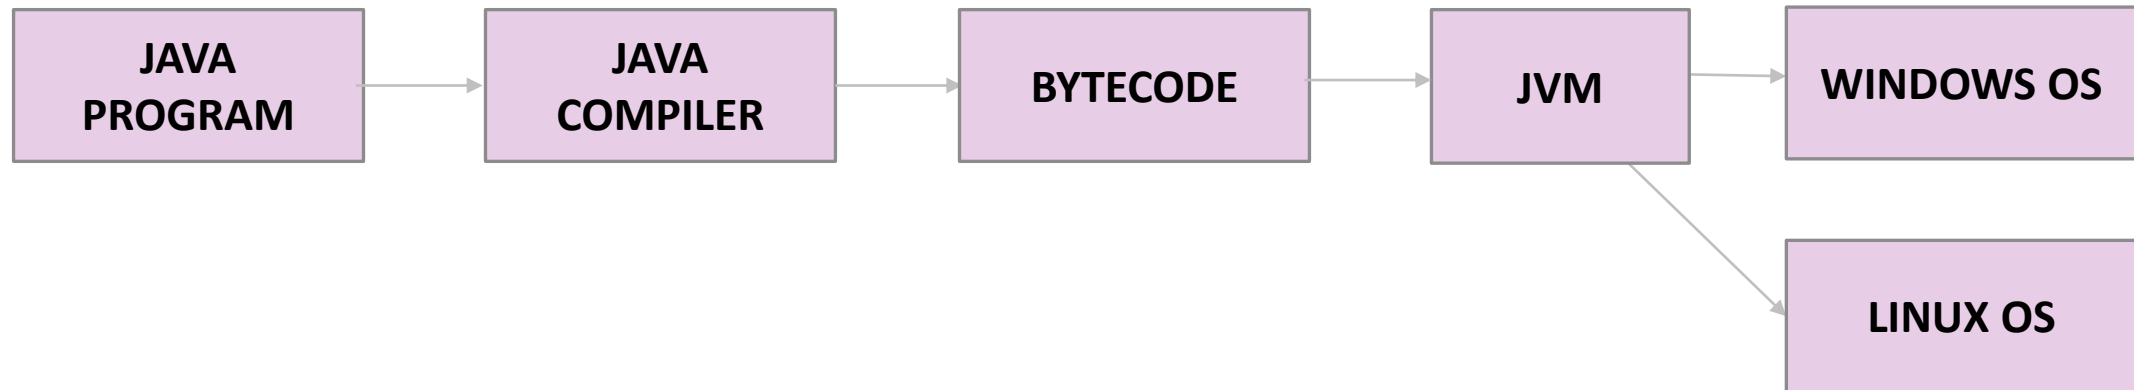 JAVA
PROGRAM
JAVA
COMPILER
BYTECODE
JVM
WINDOWS OS
LINUX OS